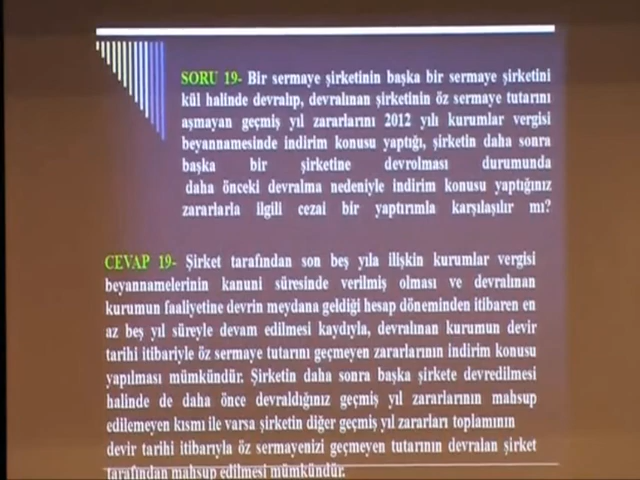 SORU 19- Bir sermaye şirketinin başka bir sermaye şirketini
kül halinde devralıp, devralınan şirketinin öz sermaye tutarını
aşmayan geçmiş yıl zararlarını 2012 yılı kurumlar vergisi
beyannamesinde indirim konusu yaptığı, şirketin daha sonra
başka bir şirketine devrolması durumunda
daha önceki devralma nedeniyle indirim konusu yaptığınız
zararlarla ilgili cezai bir yaptırımla karşılaşılır mı?
CEVAP 19- Şirket tarafından son beş yıla ilişkin kurumlar vergisi
beyannamelerinin kanuni süresinde verilmiş olması ve devralınan
kurumun faaliyetine devrin meydana geldiği hesap döneminden itibaren en
az beş yıl süreyle devam edilmesi kaydıyla, devralınan kurumun devir
tarihi itibariyle öz sermaye tutarını geçmeyen zararlarının indirim konusu
yapılması mümkündür. Şirketin daha sonra başka şirkete devredilmesi
halinde de daha önce devraldığınız geçmiş yıl zararlarının mahsup
edilemeyen kısmı ile varsa şirketin diğer geçmiş yıl zararları toplamının
devir tarihi itibarıyla öz sermayenizi geçmeyen tutarının devralan şirket
tarafından mahsup edilmesi mümkündür.